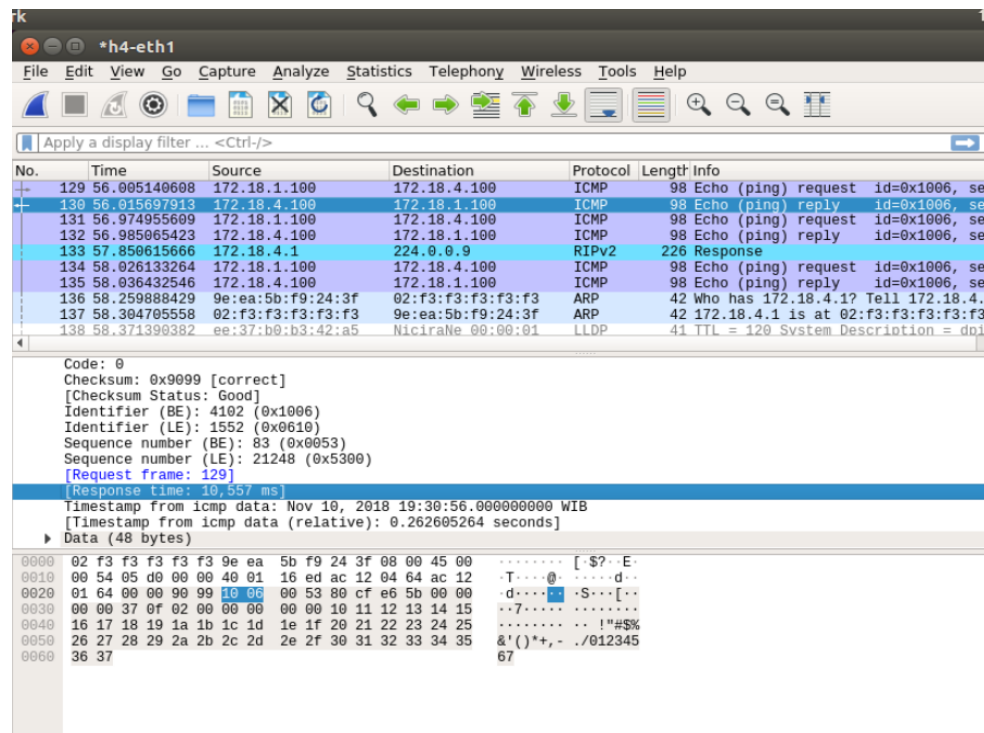 rk
*h4-eth1
File Edit View Go Capture Analyze Statistics Telephony Wireless Tools Help
Apply a display filter ... <Ctrl-/>
No. Time Source Destination Protocol Length Info
129 56.005140608 172.18.1.100 172.18.4.100 ICMP 98 Echo (ping) request id=0x1006, se
130 56.015697913 172.18.4.100 172.18.1.100 ICMP 98 Echo (ping) reply id=0x1006, se
131 56.974955609 172.18.1.100 172.18.4.100 ICMP 98 Echo (ping) request id=0x1006, se
132 56.985065423 172.18.4.100 172.18.1.100 ICMP 98 Echo (ping) reply id=0x1006, se
133 57.850615666 172.18.4.1 224.0.0.9 RIPv2 226 Response
134 58.026133264 172.18.1.100 172.18.4.100 ICMP 98 Echo (ping) request id=0x1006, se
135 58.036432546 172.18.4.100 172.18.1.100 ICMP 98 Echo (ping) reply id=0x1006, se
136 58.259888429 9e:ea:5b:f9:24:3f 02:f3:f3:f3:f3:f3 ARP 42 Who has 172.18.4.1? Tell 172.18.4.
137 58.304705558 02:f3:f3:f3:f3:f3 9e:ea:5b:f9:24:3f ARP 42 172.18.4.1 is at 02:f3:f3:f3:f3:f3
138 58.371390382 ee:37:b0:b3:42:a5 NiciraNe_00:00:01 LLDP 41 TTL = 120 System Description = dpi
Code: 0
Checksum: 0x9099 [correct]
[Checksum Status: Good]
Identifier (BE): 4102 (0x1006)
Identifier (LE): 1552 (0x0610)
Sequence number (BE): 83 (0x0053)
Sequence number (LE): 21248 (0x5300)
[Request frame: 129]
[Response time: 10,557 ms]
Timestamp from icmp data: Nov 10, 2018 19:30:56.000000000 WIB
[Timestamp from icmp data (relative): 0.262605264 seconds]
Data (48 bytes)
0000 02 f3 f3 f3 f3 f3 9e ea 5b f9 24 3f 08 00 45 00 ········ [·$?··E·
0010 00 54 05 d0 00 00 40 01 16 ed ac 12 04 64 ac 12 ·T····@· ·····d··
0020 01 64 00 00 90 99 10 06 00 53 80 cf e6 5b 00 00 ·d······ ·S···[··
0030 00 00 37 0f 02 00 00 00 00 00 10 11 12 13 14 15 ··7····· ········
0040 16 17 18 19 1a 1b 1c 1d 1e 1f 20 21 22 23 24 25 ········ ·· !"#$%
0050 26 27 28 29 2a 2b 2c 2d 2e 2f 30 31 32 33 34 35 &'()*+,- ./012345
0060 36 37 67